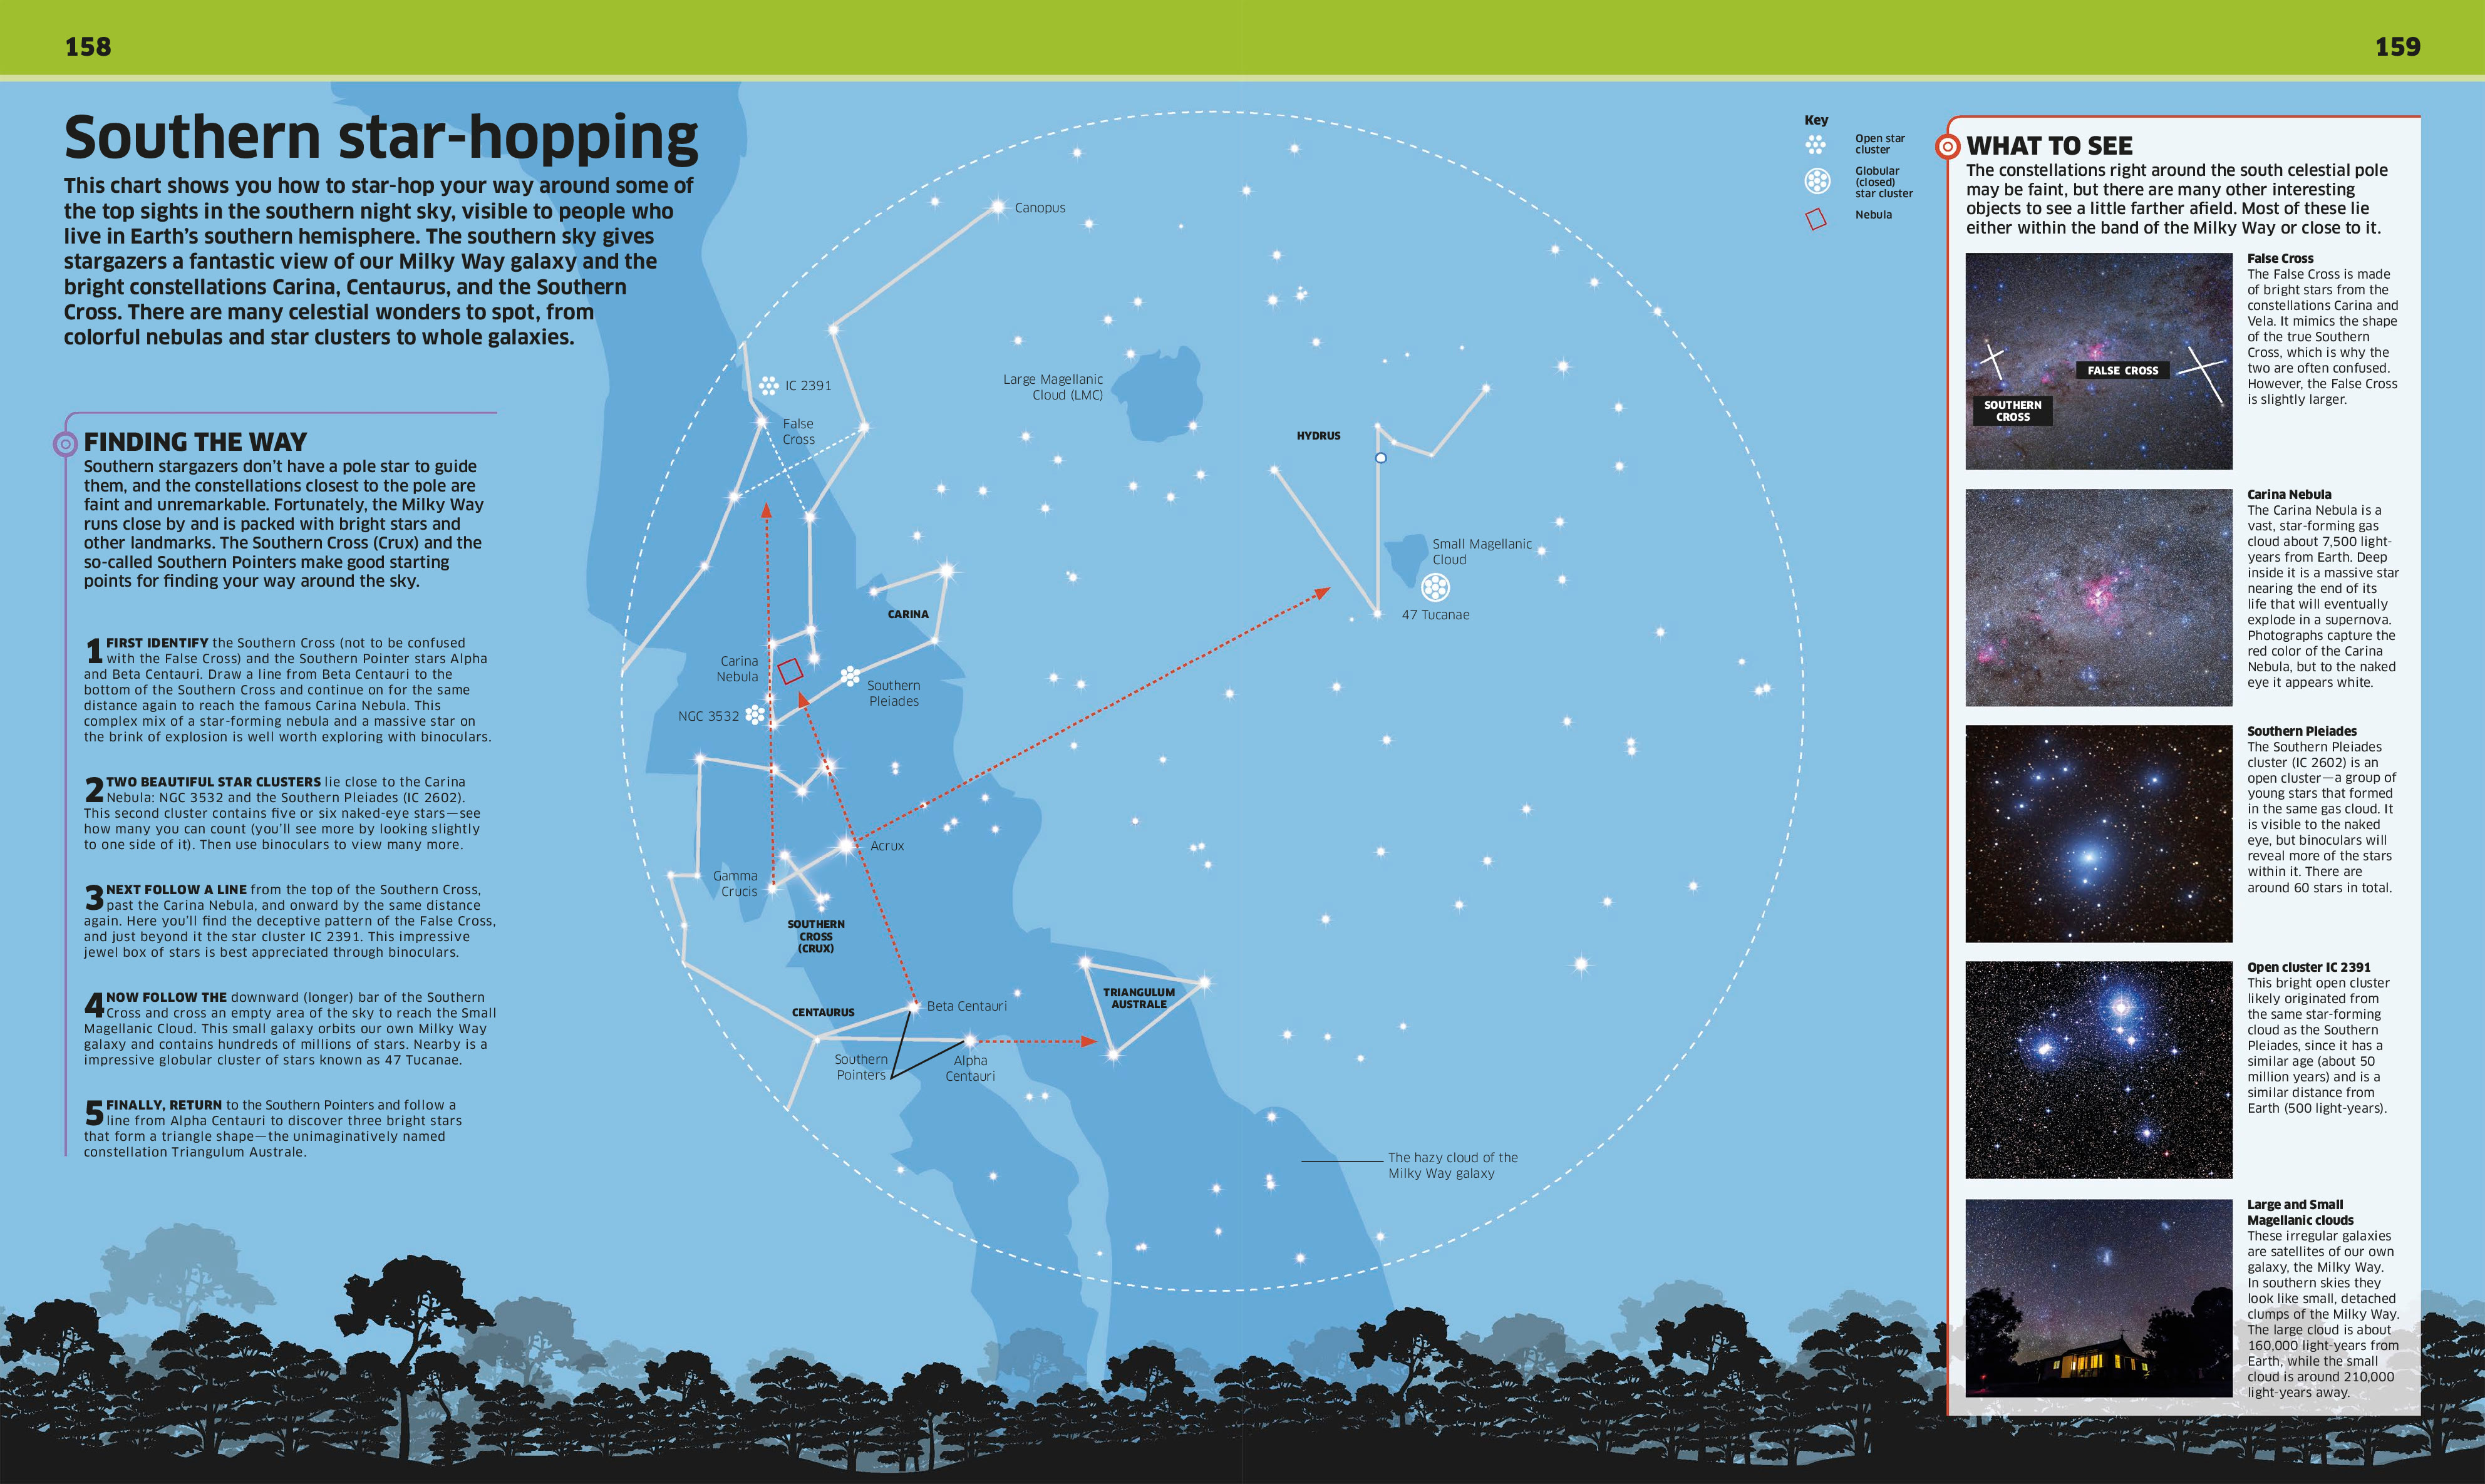 158
159
Southern star-hopping
This chart shows you how to star-hop your way around some of
the top sights in the southern night sky, visible to people who
live in Earth's southern hemisphere. The southern sky gives
stargazers a fantastic view of our Milky Way galaxy and the
bright constellations Carina, Centaurus, and the Southern
Cross. There are many celestial wonders to spot, from
colorful nebulas and star clusters to whole galaxies.
FINDING THE WAY
Southern stargazers don't have a pole star to guide
them, and the constellations closest to the pole are
faint and unremarkable. Fortunately, the Milky Way
runs close by and is packed with bright stars and
other landmarks. The Southern Cross (Crux) and the
so-called Southern Pointers make good starting
points for finding your way around the sky.
1 FIRST IDENTIFY the Southern Cross (not to be confused
with the False Cross) and the Southern Pointer stars Alpha
and Beta Centauri. Draw a line from Beta Centauri to the
bottom of the Southern Cross and continue on for the same
distance again to reach the famous Carina Nebula. This
complex mix of a star-forming nebula and a massive star on
the brink of explosion is well worth exploring with binoculars.
2 TWO BEAUTIFUL STAR CLUSTERS lie close to the Carina
Nebula: NGC 3532 and the Southern Pleiades (IC 2602).
This second cluster contains five or six naked-eye stars—see
how many you can count (you'll see more by looking slightly
to one side of it). Then use binoculars to view many more.
3 NEXT FOLLOW A LINE from the top of the Southern Cross,
past the Carina Nebula, and onward by the same distance
again. Here you'll find the deceptive pattern of the False Cross,
and just beyond it the star cluster IC 2391. This impressive
jewel box of stars is best appreciated through binoculars.
4 NOW FOLLOW THE downward (longer) bar of the Southern
Cross and cross an empty area of the sky to reach the Small
Magellanic Cloud. This small galaxy orbits our own Milky Way
galaxy and contains hundreds of millions of stars. Nearby is a
impressive globular cluster of stars known as 47 Tucanae.
5 FINALLY, RETURN to the Southern Pointers and follow a
line from Alpha Centauri to discover three bright stars
that form a triangle shape—the unimaginatively named
constellation Triangulum Australe.
Canopus
IC 2391
False
Cross
Large Magellanic
Cloud (LMC)
HYDRUS
Small Magellanic
Cloud
47 Tucanae
CARINA
Carina
Nebula
Southern
Pleiades
NGC 3532
Acrux
Gamma
Crucis
SOUTHERN
CROSS
(CRUX)
CENTAURUS
Beta Centauri
Southern
Pointers
Alpha
Centauri
TRIANGULUM
AUSTRALE
The hazy cloud of the
Milky Way galaxy
Key
Open star
cluster
Globular
(closed)
star cluster
Nebula
WHAT TO SEE
The constellations right around the south celestial pole
may be faint, but there are many other interesting
objects to see a little farther afield. Most of these lie
either within the band of the Milky Way or close to it.
FALSE CROSS
SOUTHERN
CROSS
False Cross
The False Cross is made
of bright stars from the
constellations Carina and
Vela. It mimics the shape
of the true Southern
Cross, which is why the
two are often confused.
However, the False Cross
is slightly larger.
Carina Nebula
The Carina Nebula is a
vast, star-forming gas
cloud about 7,500 light-
years from Earth. Deep
inside it is a massive star
nearing the end of its
life that will eventually
explode in a supernova.
Photographs capture the
red color of the Carina
Nebula, but to the naked
eye it appears white.
Southern Pleiades
The Southern Pleiades
cluster (IC 2602) is an
open cluster—a group of
young stars that formed
in the same gas cloud. It
is visible to the naked
eye, but binoculars will
reveal more of the stars
within it. There are
around 60 stars in total.
Open cluster IC 2391
This bright open cluster
likely originated from
the same star-forming
cloud as the Southern
Pleiades, since it has a
similar age (about 50
million years) and is a
similar distance from
Earth (500 light-years).
Large and Small
Magellanic clouds
These irregular galaxies
are satellites of our own
galaxy, the Milky Way.
In southern skies they
look like small, detached
clumps of the Milky Way.
The large cloud is about
160,000 light-years from
Earth, while the small
cloud is around 210,000
light-years away.